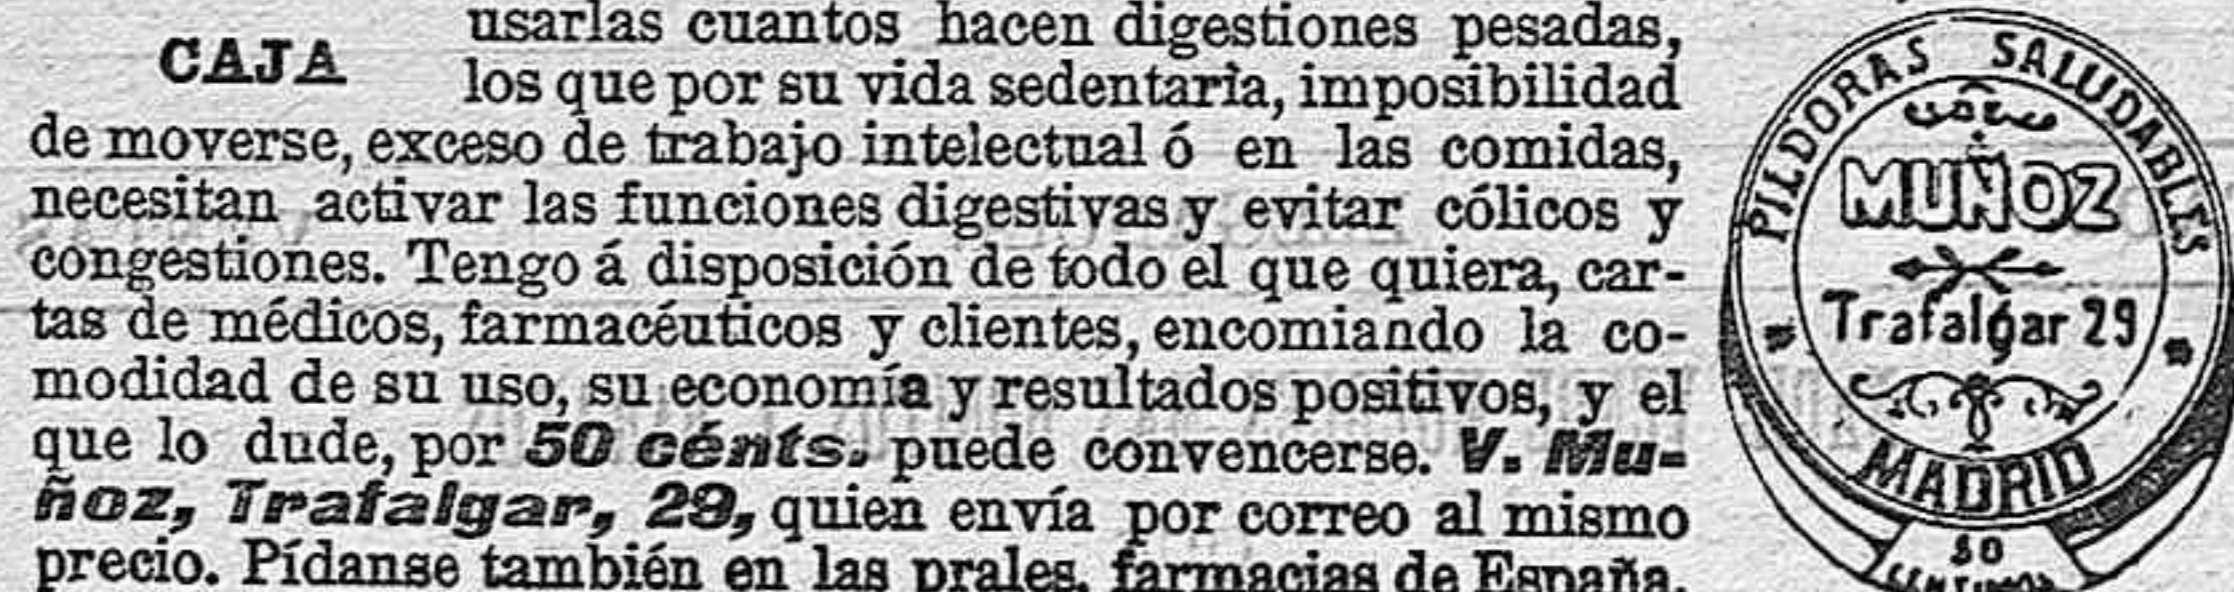 CAJA
usarlas cuantos hacen digestiones pesadas,
los que por su vida sedentaria, imposibilidad
de moverse, exceso de trabajo intelectual ó en las comidas,
necesitan activar las funciones digestivas y evitar cólicos y
congestiones. Tengo á disposición de todo el que quiera, car-
tas de médicos, farmacéuticos y clientes, encomiando la co-
modidad de su uso, su economía y resultados positivos, y el
que lo dude, por 50 cénts. puede convencerse. V. Mu-
ñoz, Trafalgar, 29, quien envía por correo al mismo
precio. Pídanse también en las prales. farmacias de España.
PILDORAS SALUDABLES
MUÑOZ
Trafalgar 29
MADRID
50
CENTIMOS